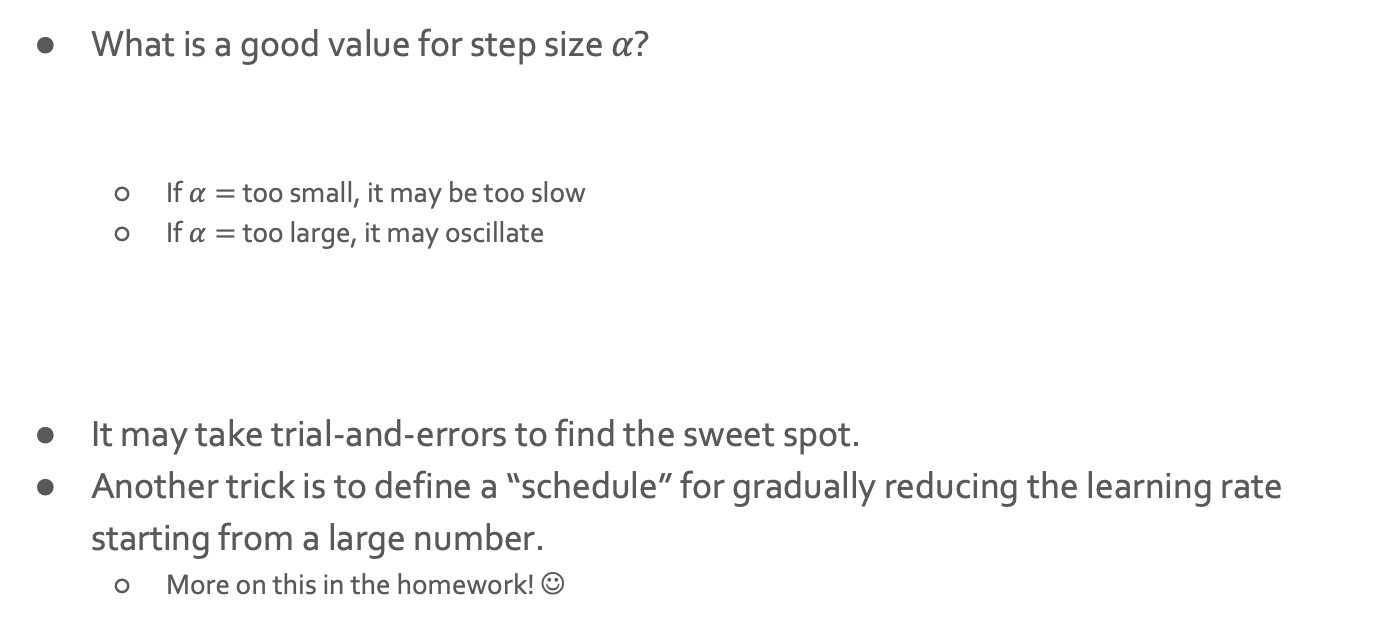 ● What is a good value for step size α?
○ If α = too small, it may be too slow
○ If α = too large, it may oscillate
● It may take trial-and-errors to find the sweet spot.
● Another trick is to define a “schedule” for gradually reducing the learning rate
starting from a large number.
○ More on this in the homework! ☺